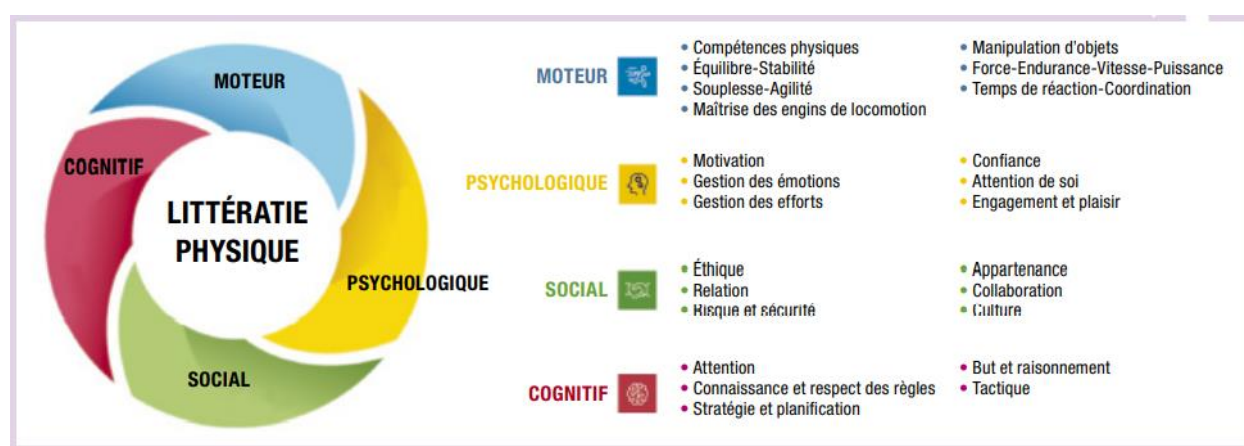 MOTEUR
COGNITIF
LITTÉRATIE
PHYSIQUE
PSYCHOLOGIQUE
SOCIAL
MOTEUR
• Compétences physiques
• Équilibre-Stabilité
• Souplesse-Agilité
• Maîtrise des engins de locomotion
• Manipulation d'objets
• Force-Endurance-Vitesse-Puissance
• Temps de réaction-Coordination
PSYCHOLOGIQUE
• Motivation
• Gestion des émotions
• Gestion des efforts
• Confiance
• Attention de soi
• Engagement et plaisir
SOCIAL
• Éthique
• Relation
• Risque et sécurité
• Appartenance
• Collaboration
• Culture
COGNITIF
• Attention
• Connaissance et respect des règles
• Stratégie et planification
• But et raisonnement
• Tactique